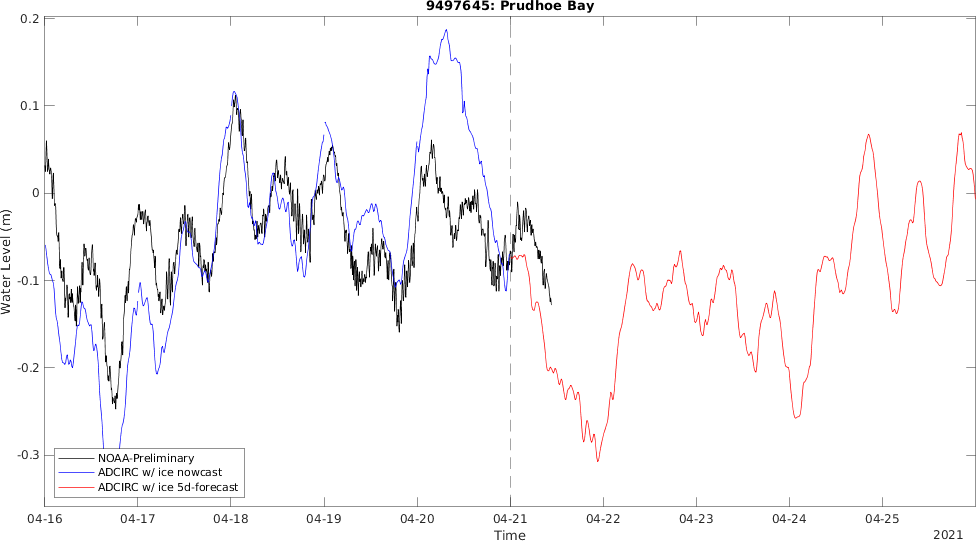 9497645: Prudhoe Bay
0.2
0.1
0
-0.1
-0.2
-0.3
Water Level (m)
NOAA-Preliminary
ADCIRC w/ ice nowcast
ADCIRC w/ ice 5d-forecast
04-16 04-17 04-18 04-19 04-20 04-21 04-22 04-23 04-24 04-25
Time
2021